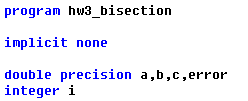 program hw3_bisection
implicit none
double precision a,b,c,error
integer i